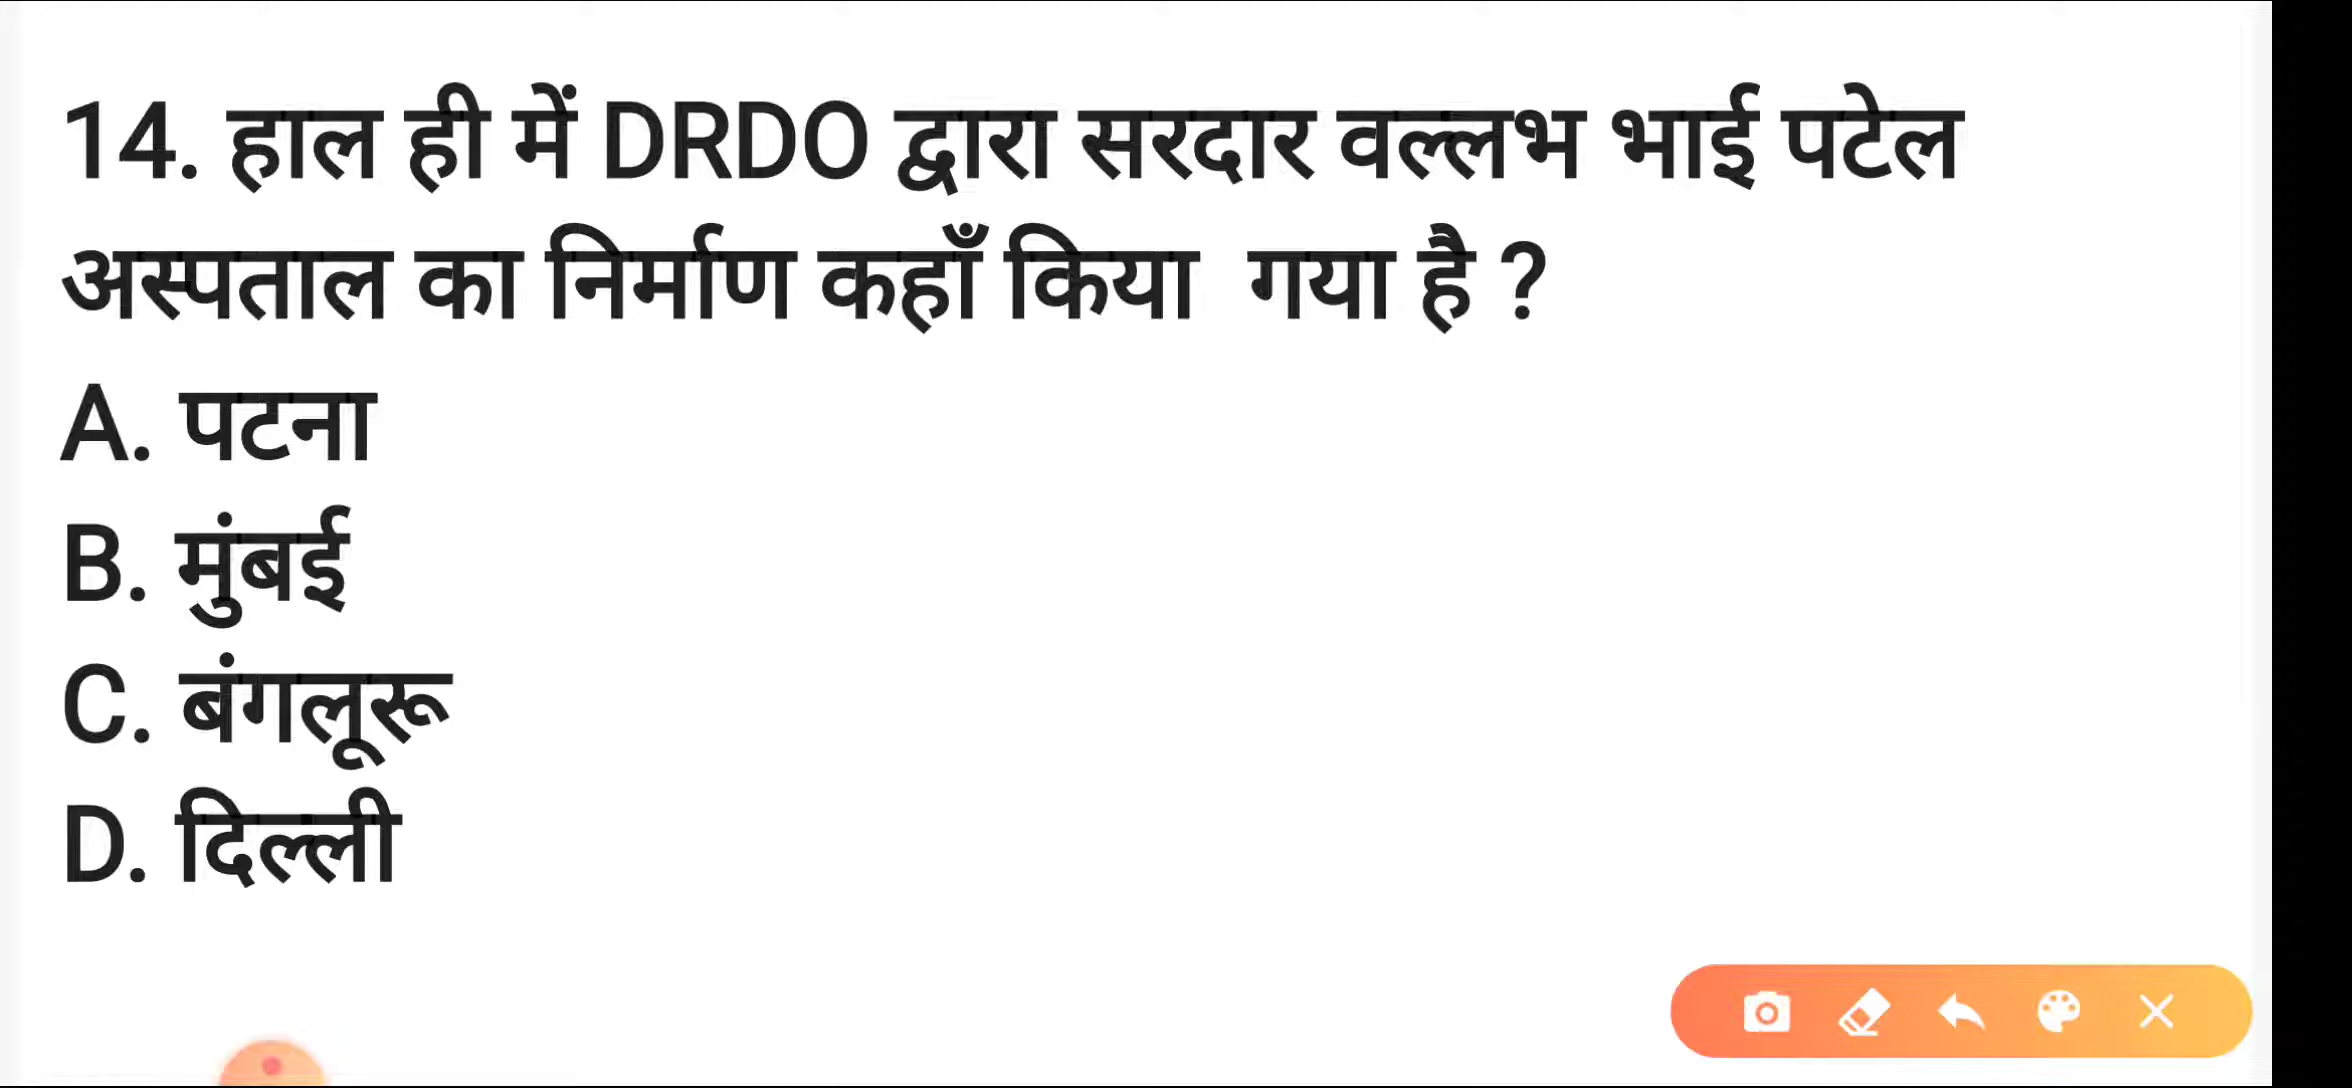 14. हाल ही में DRDO द्वारा सरदार वल्लभ भाई पटेल
अस्पताल का निर्माण कहाँ किया गया है ?
A. पटना
B. मुंबई
C. बंगलूरू
D. दिल्ली